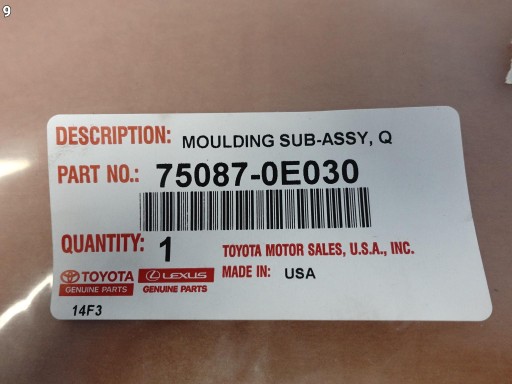 9
DESCRIPTION: MOULDING SUB-ASSY, Q
PART NO.: 75087-0E030
QUANTITY: 1
TOYOTA MOTOR SALES, U.S.A., INC.
TOYOTA
GENUINE PARTS
LEXUS
GENUINE PARTS
MADE IN: USA
14F3